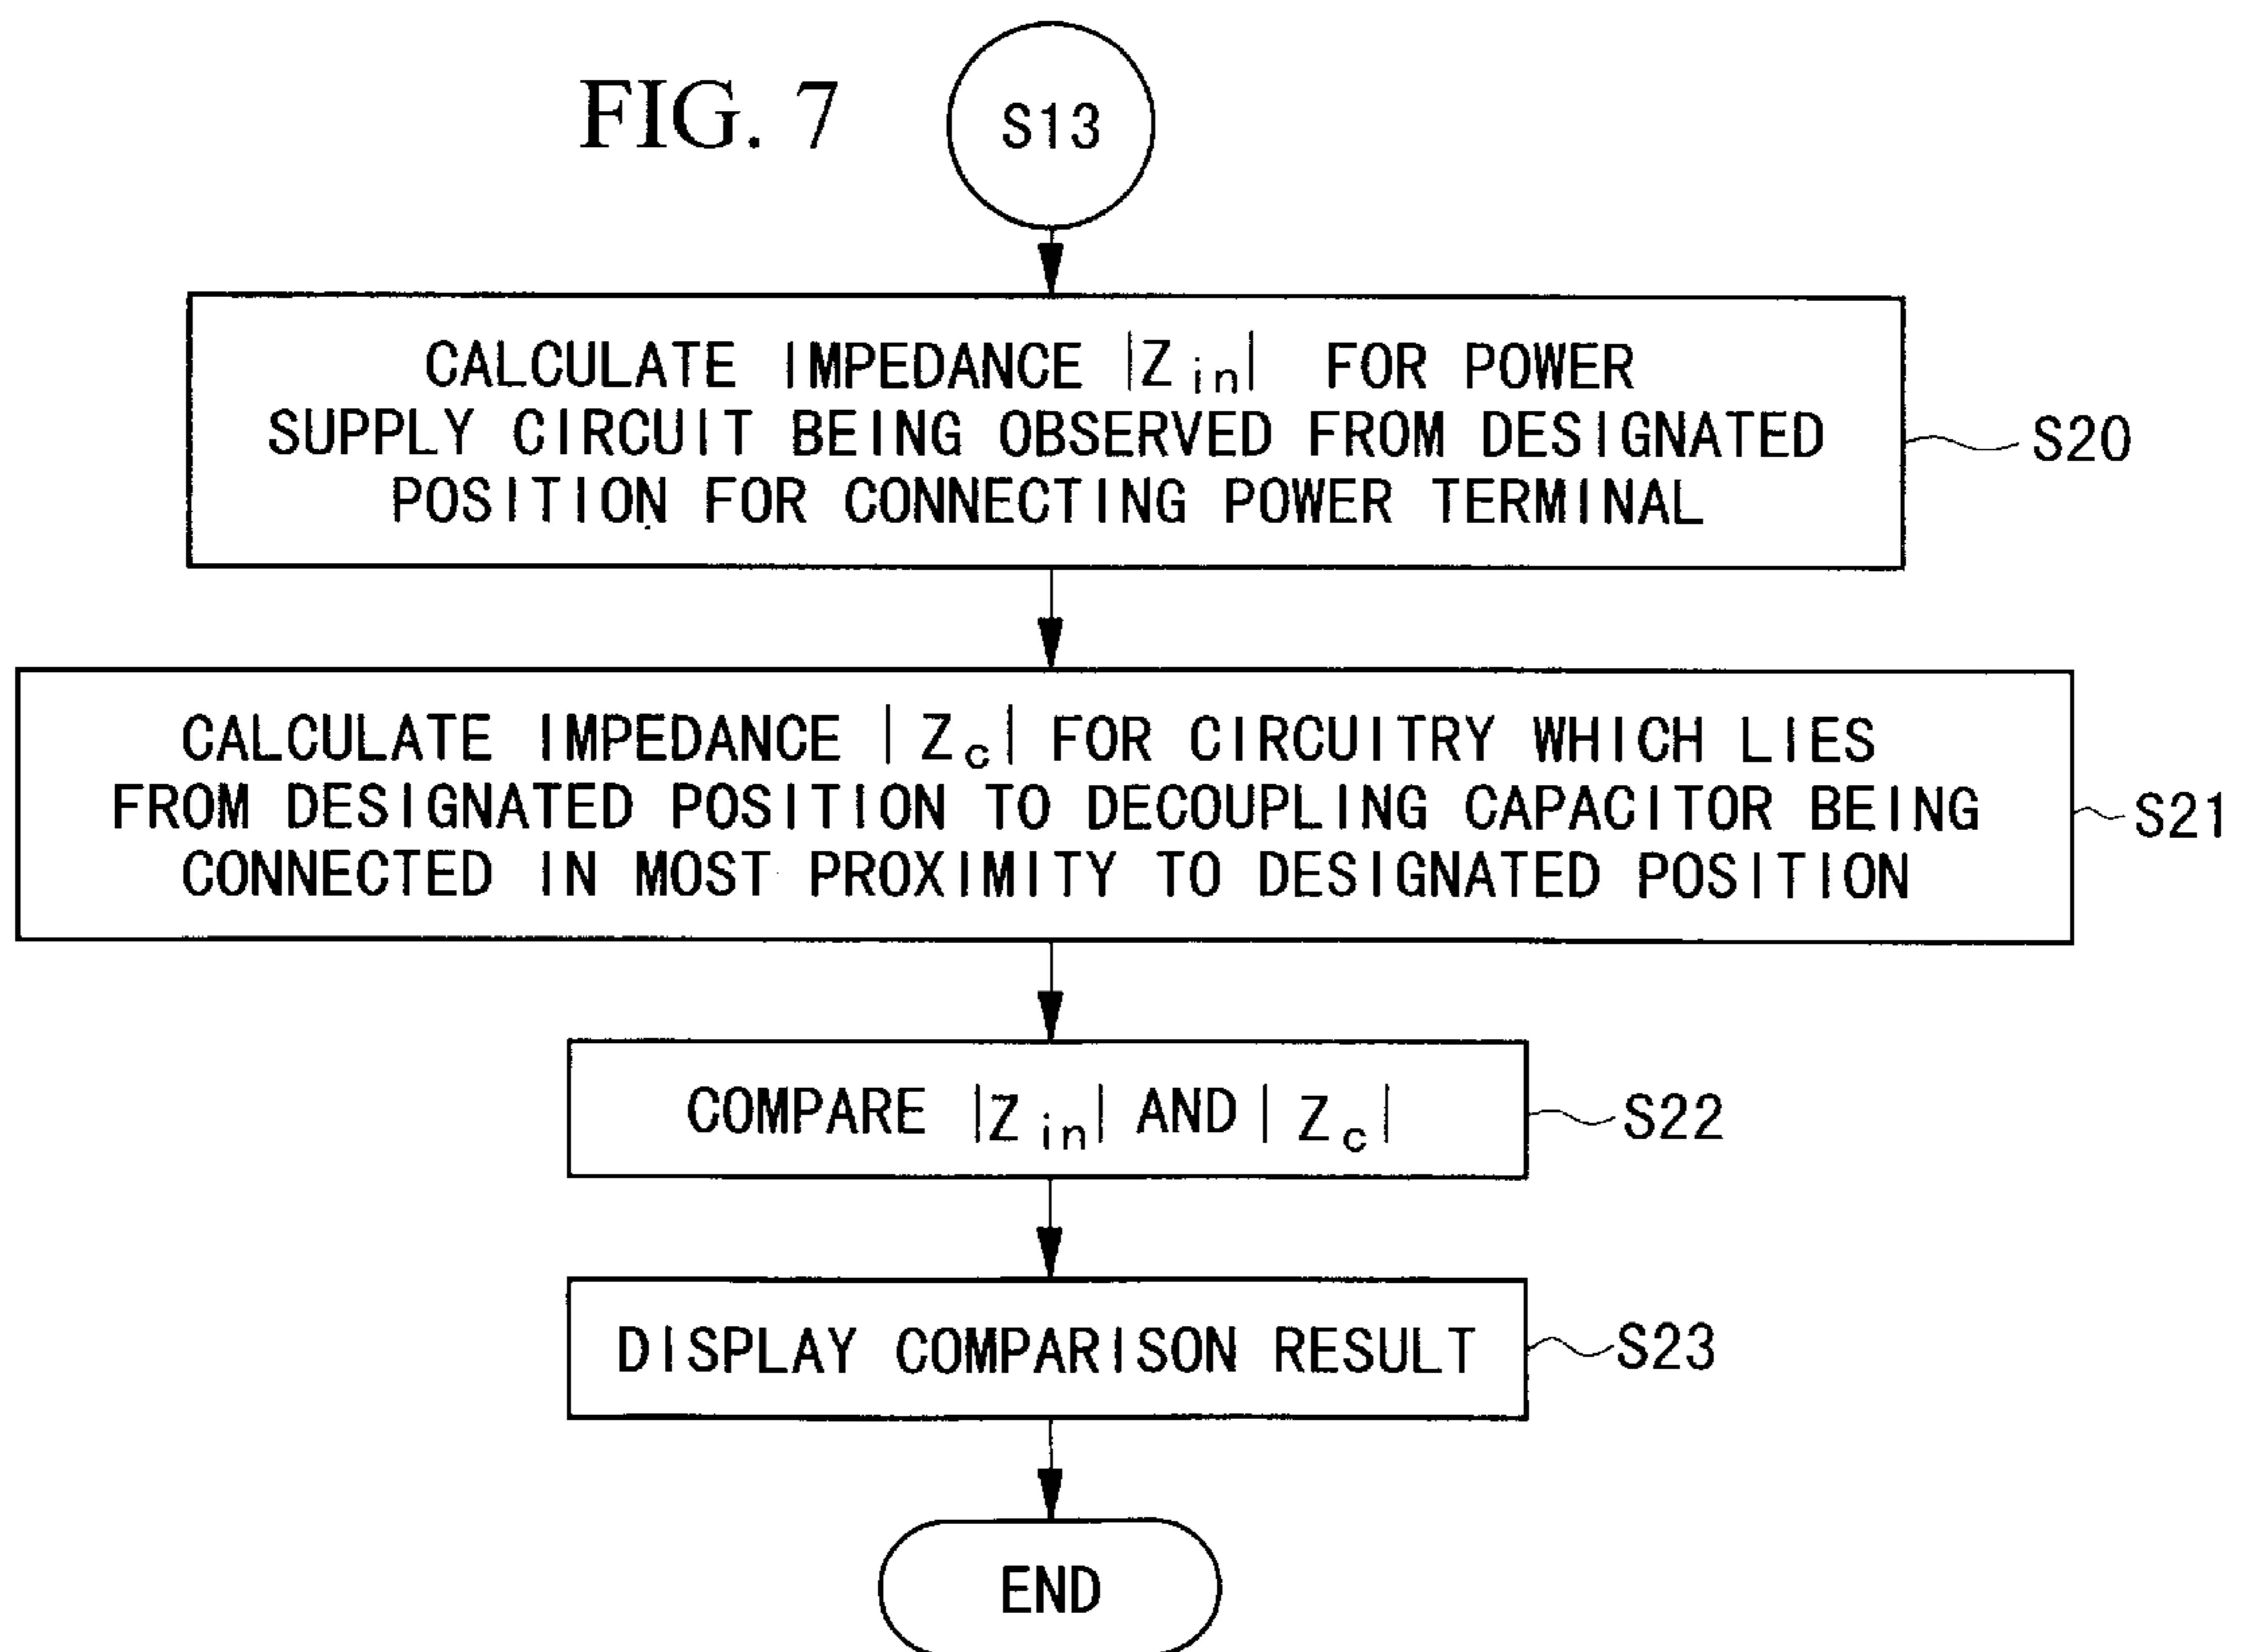 FIG. 7
S13
CALCULATE IMPEDANCE |Zin| FOR POWER
SUPPLY CIRCUIT BEING OBSERVED FROM DESIGNATED
POSITION FOR CONNECTING POWER TERMINAL
S20
CALCULATE IMPEDANCE |Zc| FOR CIRCUITRY WHICH LIES
FROM DESIGNATED POSITION TO DECOUPLING CAPACITOR BEING
CONNECTED IN MOST PROXIMITY TO DESIGNATED POSITION
S21
COMPARE |Zin| AND |Zc|
S22
DISPLAY COMPARISON RESULT
S23
END